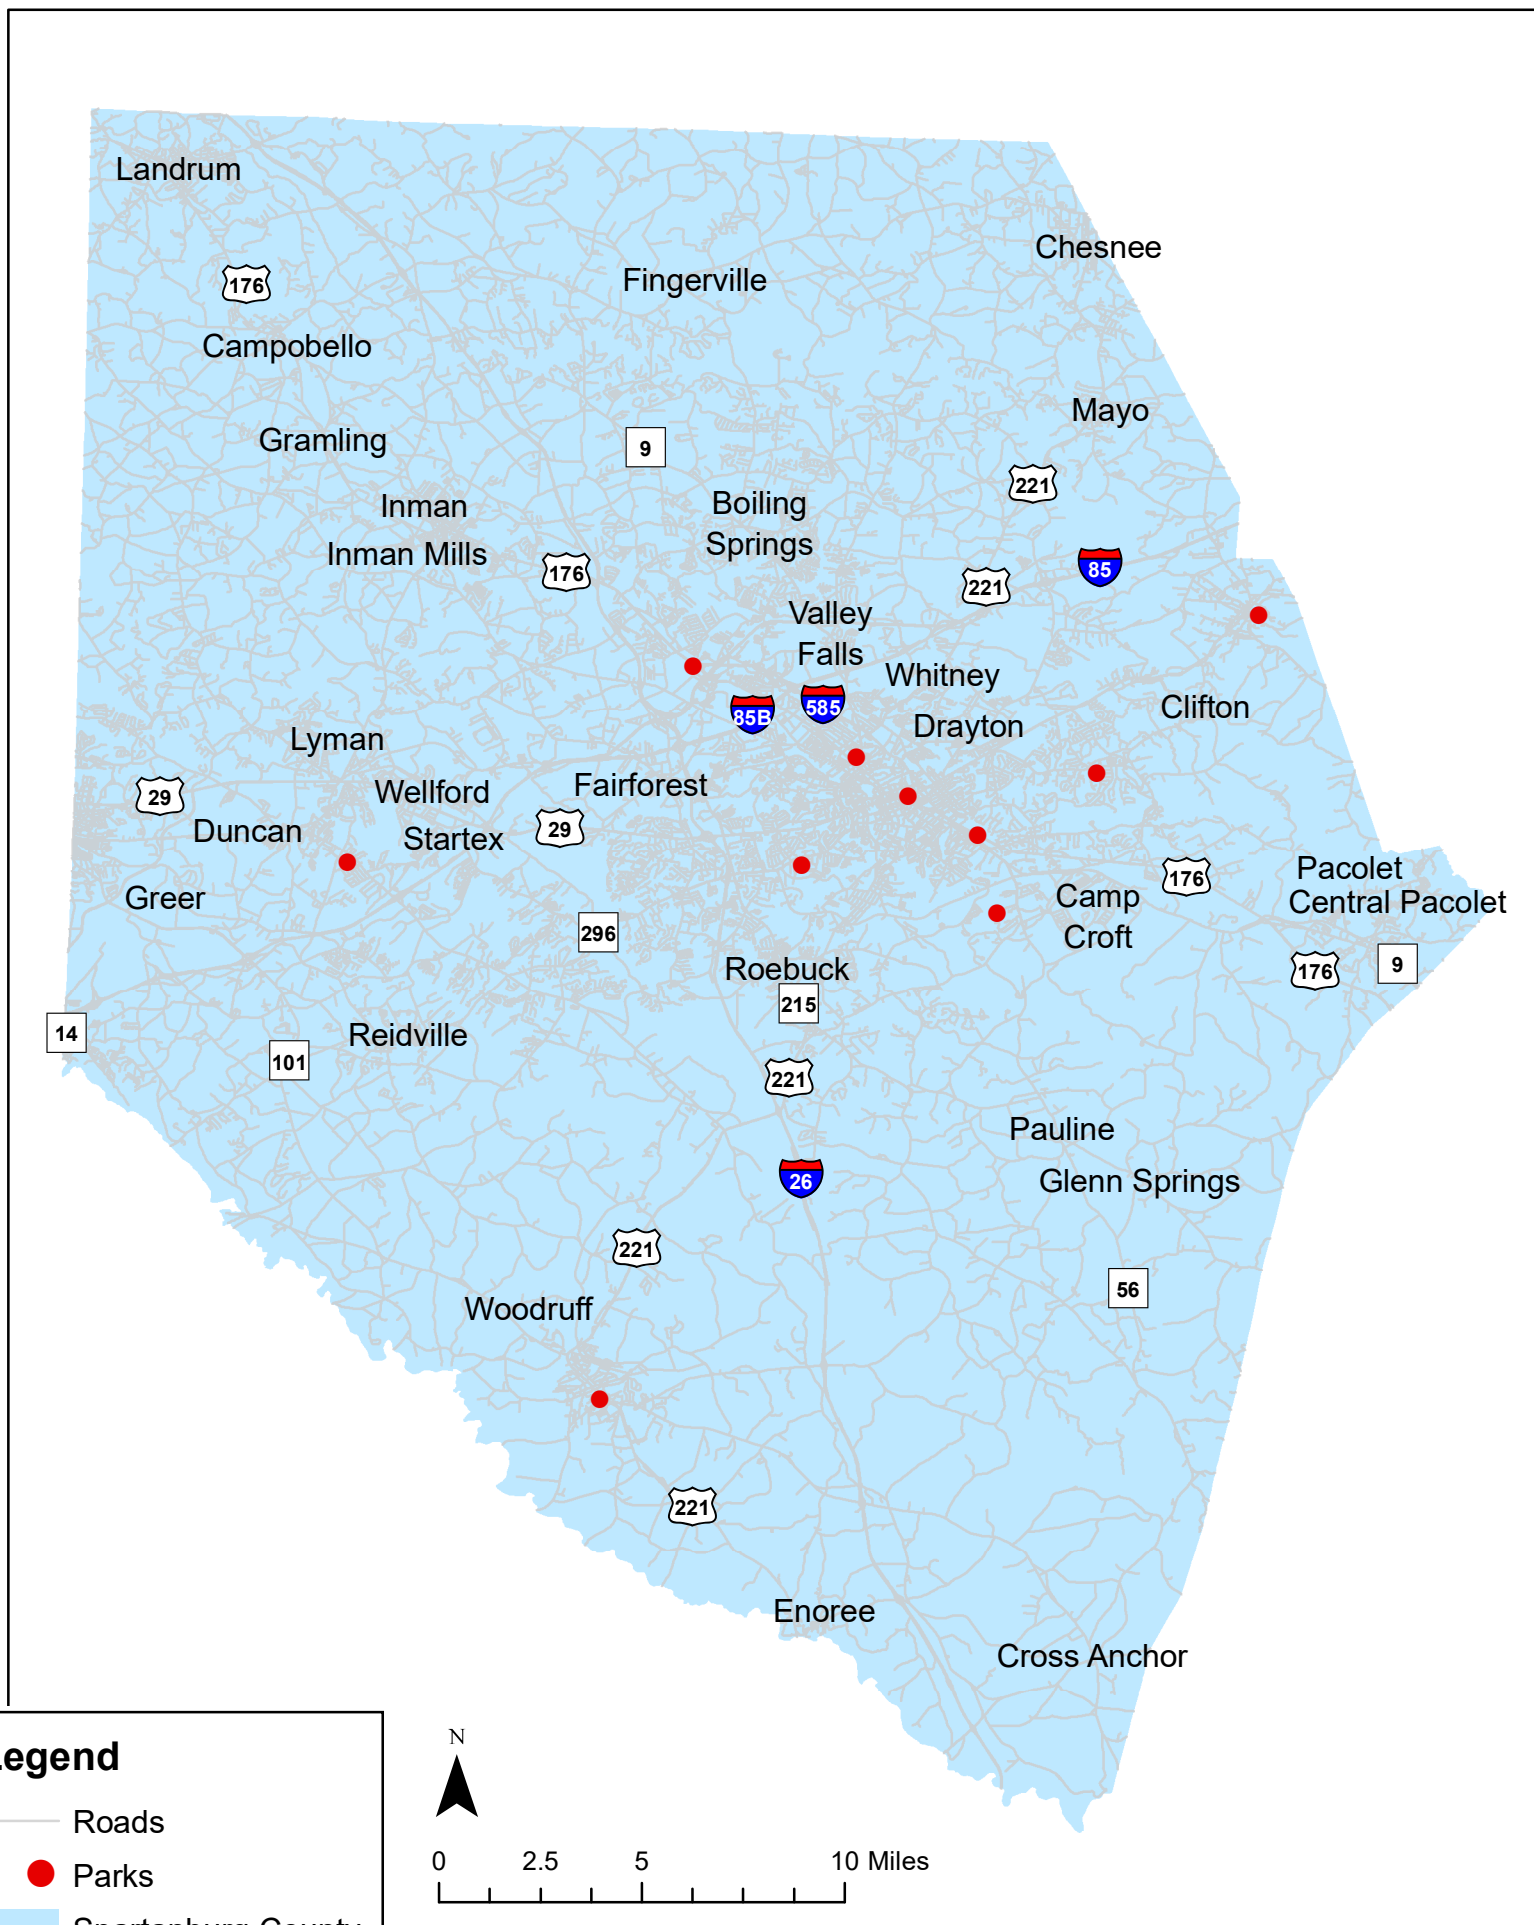 Landrum
Chesnee
Fingerville
176
Campobello
Mayo
Gramling
9
221
Inman
Boiling
Springs
Inman Mills
176
85
221
Valley
Falls
Whitney
Clifton
85B
585
Drayton
Lyman
Fairforest
Wellford
29
Duncan
Startex
29
Pacolet
176
Greer
Camp
Croft
Central Pacolet
296
Roebuck
176
9
215
14
Reidville
101
221
Pauline
26
Glenn Springs
221
56
Woodruff
221
Enoree
Cross Anchor
Legend
Roads
Parks
Spartanburg County
N
0 2.5 5 10 Miles